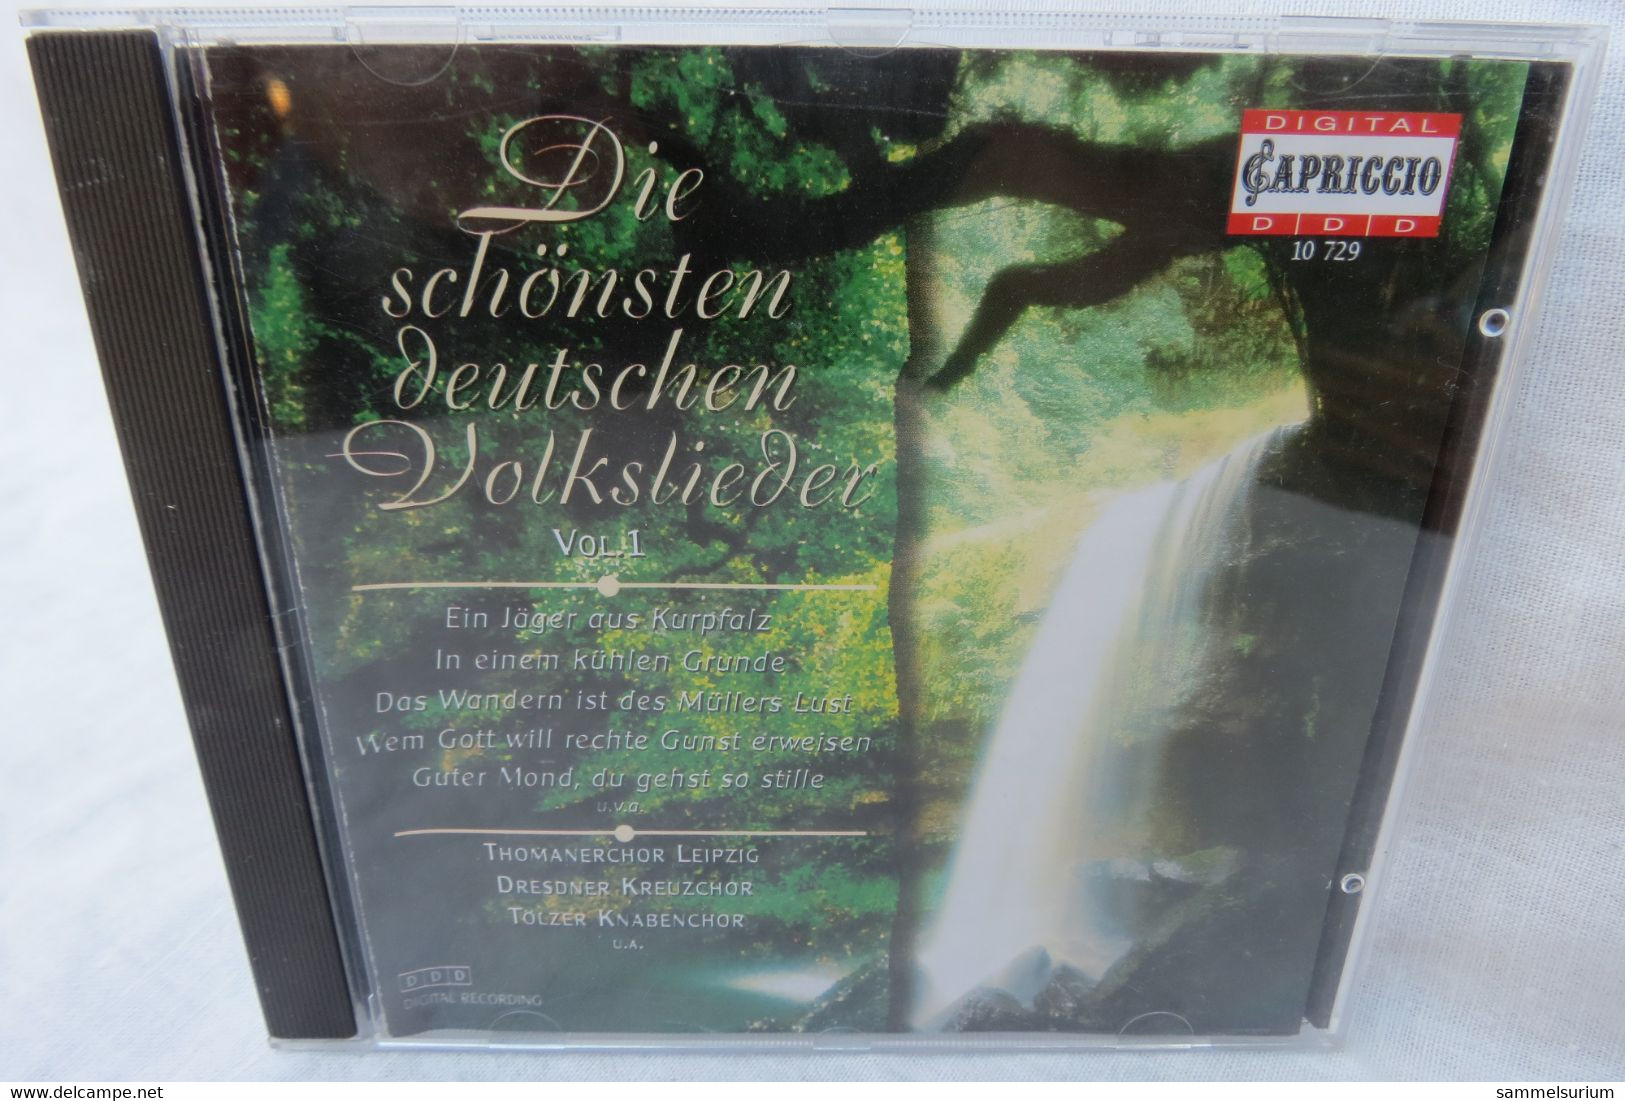 Die
schönsten
deutschen
Volkslieder
VOL. 1
Ein Jäger aus Kurpfalz
In einem kühlen Grunde
Das Wandern ist des Müllers Lust
Wem Gott will rechte Gunst erweisen
Guter Mond, du gehst so stille
u.v.a.
THOMANERCHOR LEIPZIG
DRESDNER KREUZCHOR
TÖLZER KNABENCHOR
U.A.
D D D
DIGITAL RECORDING
DIGITAL
CAPRICCIO
D | D | D
10 729
www.delcampe.net
sammelsurium